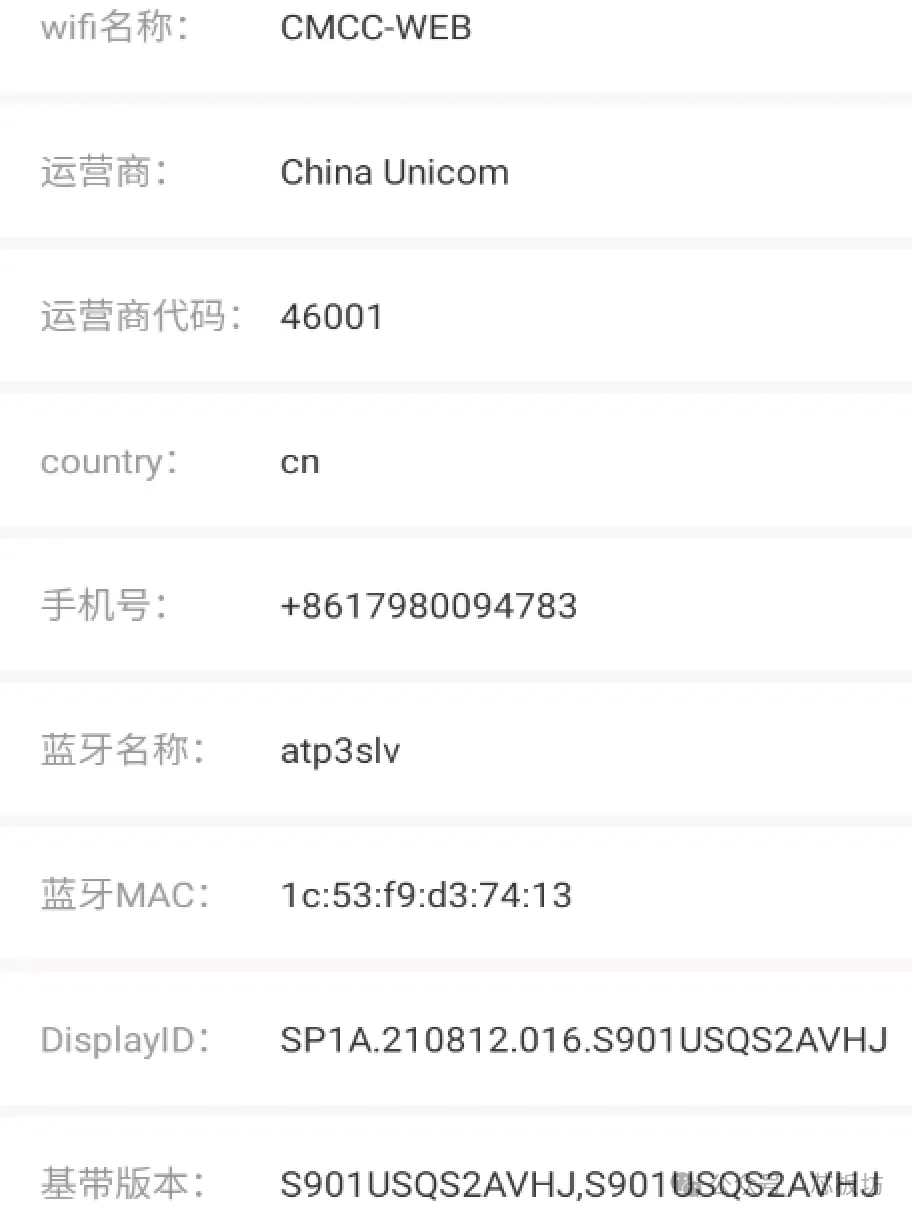 wifi名称： CMCC-WEB
运营商： China Unicom
运营商代码： 46001
country： cn
手机号： +8617980094783
蓝牙名称： atp3slv
蓝牙MAC： 1c:53:f9:d3:74:13
DisplayID： SP1A.210812.016.S901USQS2AVHJ
基带版本： S901USQS2AVHJ,S901USQS2AVHJ